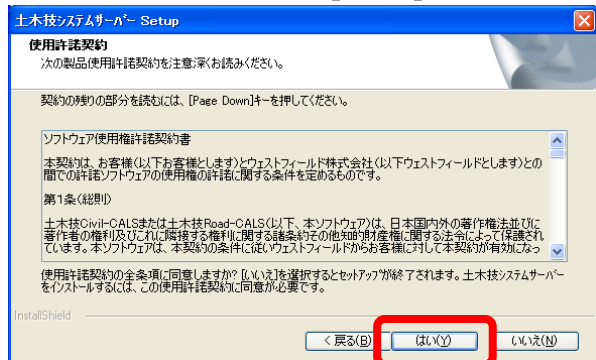 土木技システムサーバー Setup
使用許諾契約
次の製品使用許諾契約を注意深くお読みください。
契約の残りの部分を読むには、[Page Down]キーを押してください。
ソフトウェア使用権許諾契約書
本契約は、お客様(以下お客様とします)とウェストフィールド株式会社(以下ウェストフィールドとします)との
間での許諾ソフトウェアの使用権の許諾に関する条件を定めるものです。
第1条(総則)
土木技Civil-CALSまたは土木技Road-CALS(以下、本ソフトウェア)は、日本国内外の著作権法並びに
著作者の権利及びこれに隣接する権利に関する諸条約その他知的財産権に関する法令によって保護され
ています。本ソフトウェアは、本契約の条件に従いウェストフィールドからお客様に対して本契約が有効になっ
使用許諾契約の全条項に同意しますか? [いいえ]を選択するとセットアップが終了されます。土木技システムサーバー
をインストールするには、この使用許諾契約に同意が必要です。
InstallShield
< 戻る(B)
はい(Y)
いいえ(N)